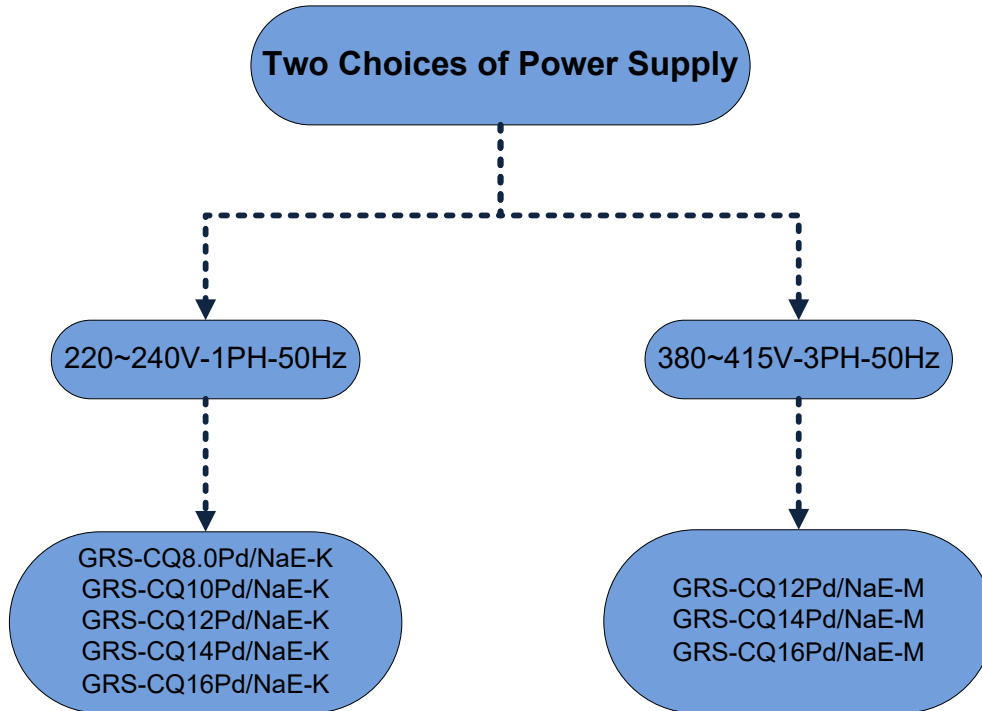 Two Choices of Power Supply
220~240V-1PH-50Hz
380~415V-3PH-50Hz
GRS-CQ8.0Pd/NaE-K
GRS-CQ10Pd/NaE-K
GRS-CQ12Pd/NaE-K
GRS-CQ14Pd/NaE-K
GRS-CQ16Pd/NaE-K
GRS-CQ12Pd/NaE-M
GRS-CQ14Pd/NaE-M
GRS-CQ16Pd/NaE-M